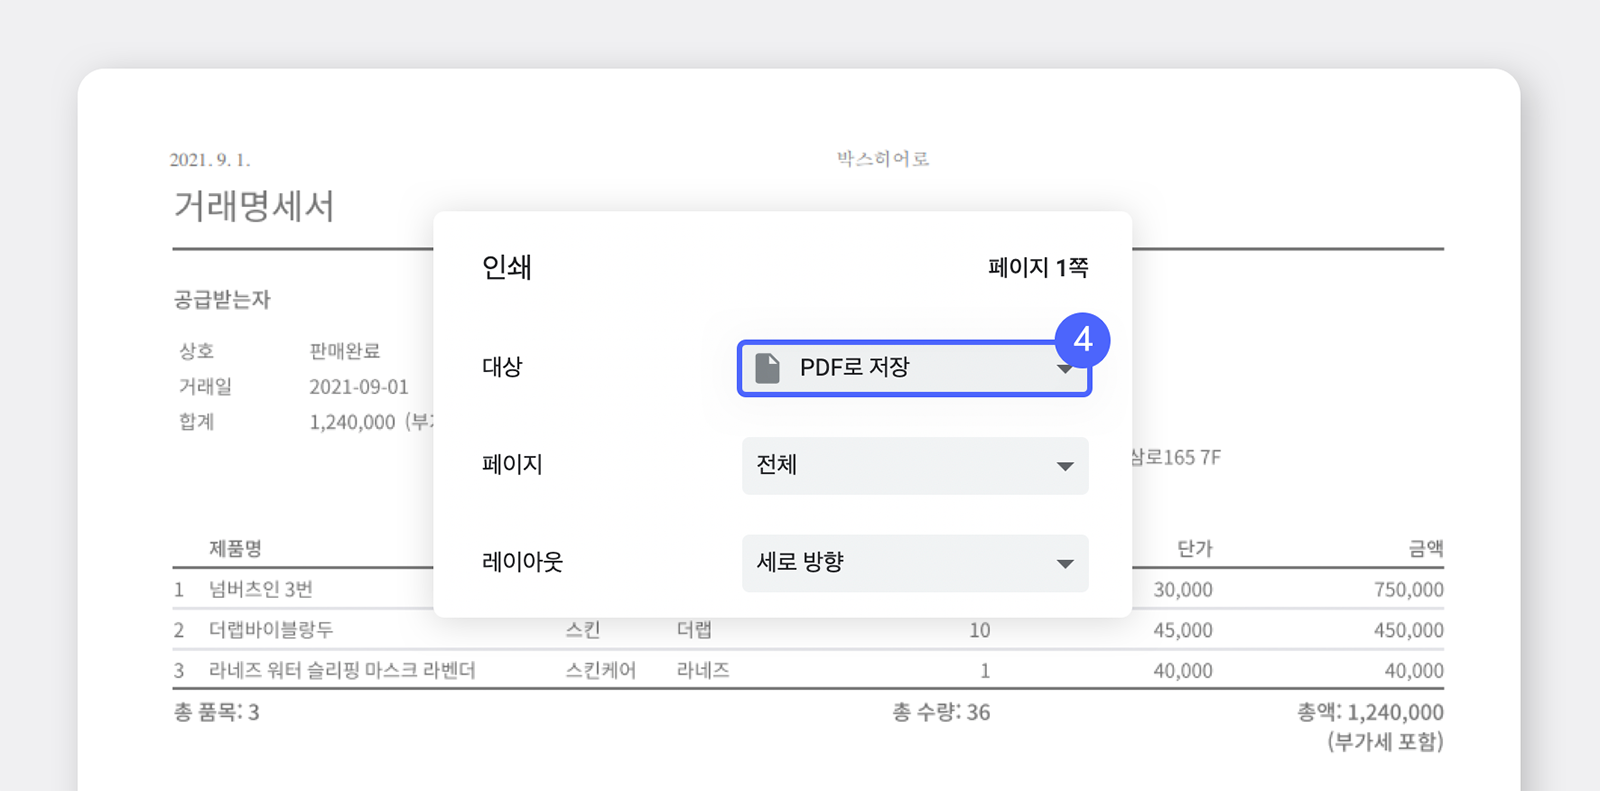 2021. 9. 1.
박스히어로
거래명세서
인쇄
페이지 1쪽
공급받는자
4
상호
판매완료
대상
PDF로 저장
거래일
2021-09-01
합계
1,240,000 (부
페이지
전체
삼로165 7F
제품명
단가
금액
레이아웃
세로 방향
1 넘버츠인 3번 30,000 750,000
2 더랩바이블랑두 스킨 더랩 10 45,000 450,000
3 라네즈 워터 슬리핑 마스크 라벤더 스킨케어 라네즈 1 40,000 40,000
총 품목: 3 총 수량: 36 총액: 1,240,000
(부가세 포함)